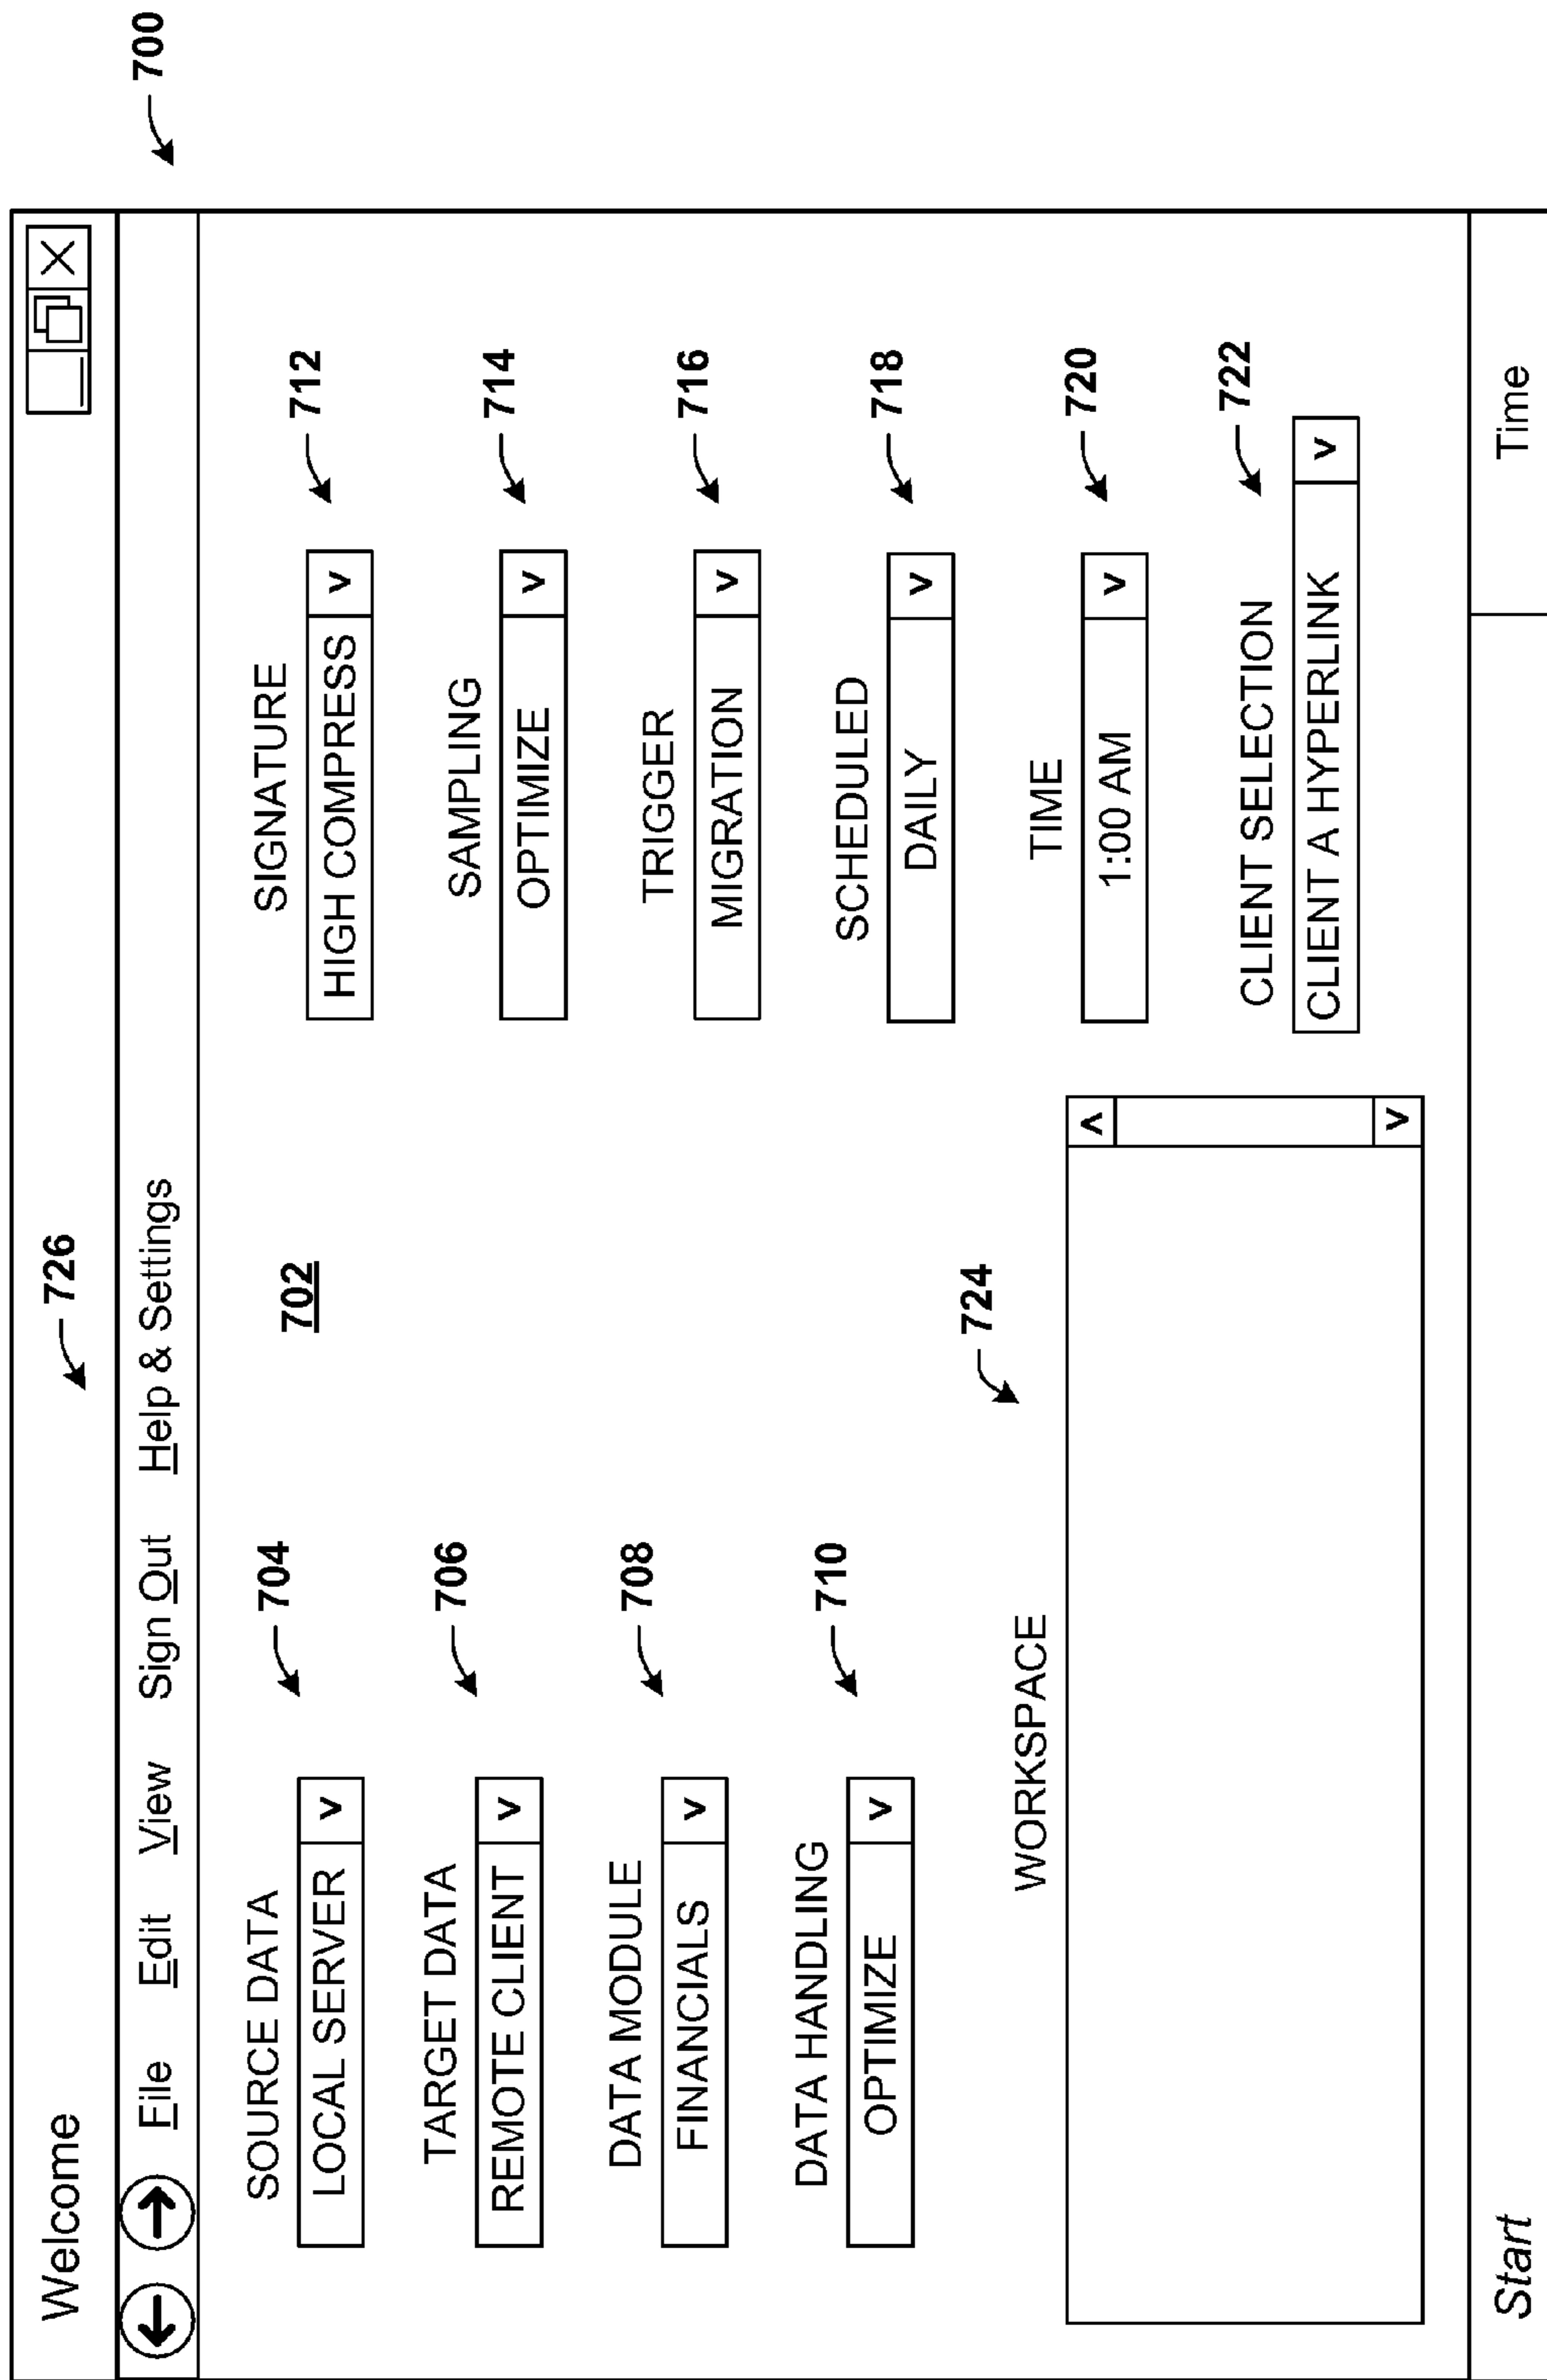 700
726
Welcome
File Edit View Sign Out Help & Settings
702
SOURCE DATA
704
LOCAL SERVER v
TARGET DATA
706
REMOTE CLIENT v
DATA MODULE
708
FINANCIALS v
DATA HANDLING
710
OPTIMIZE v
SIGNATURE
712
HIGH COMPRESS v
SAMPLING
714
OPTIMIZE v
TRIGGER
716
MIGRATION v
SCHEDULED
718
DAILY v
TIME
720
1:00 AM v
CLIENT SELECTION
722
CLIENT A HYPERLINK v
724
WORKSPACE
Start
Time